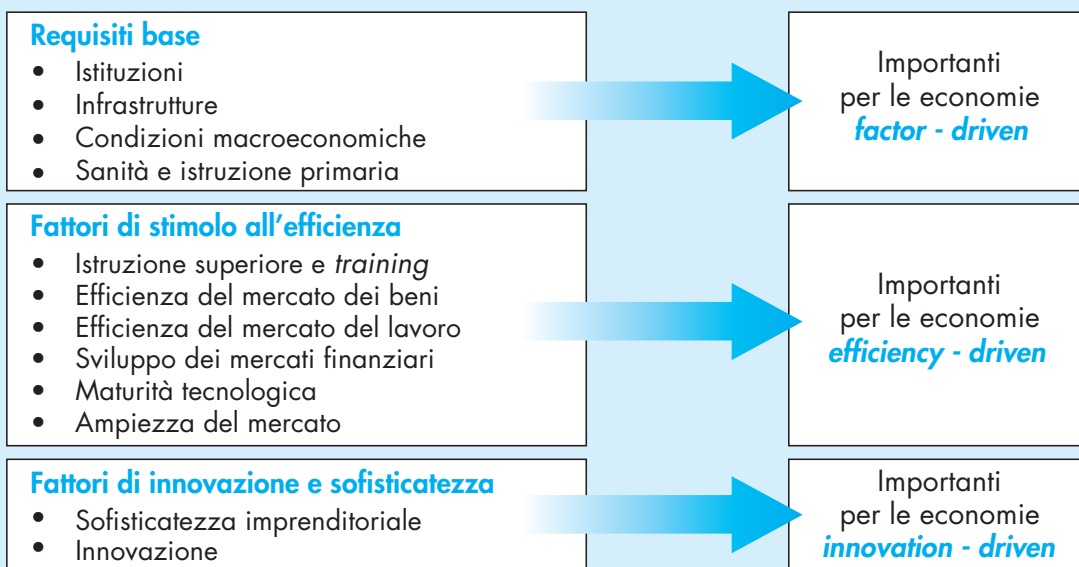 Requisiti base
• Istituzioni
• Infrastrutture
• Condizioni macroeconomiche
• Sanità e istruzione primaria
Importanti
per le economie
factor - driven
Fattori di stimolo all’efficienza
• Istruzione superiore e training
• Efficienza del mercato dei beni
• Efficienza del mercato del lavoro
• Sviluppo dei mercati finanziari
• Maturità tecnologica
• Ampiezza del mercato
Importanti
per le economie
efficiency - driven
Fattori di innovazione e sofisticatezza
• Sofisticatezza imprenditoriale
• Innovazione
Importanti
per le economie
innovation - driven